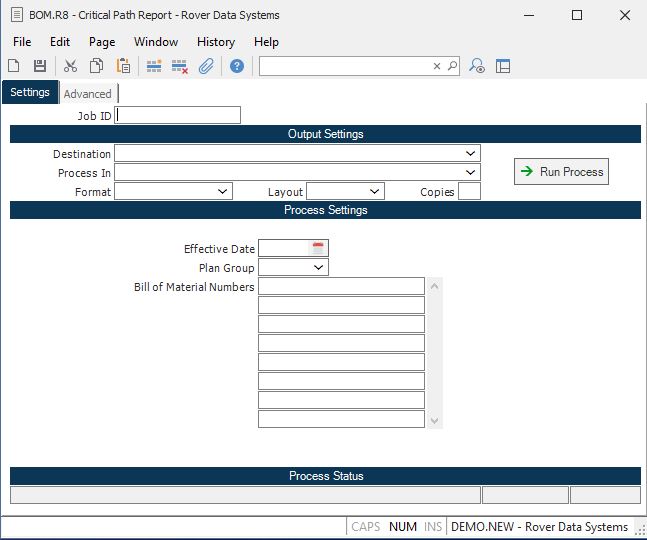 BOM.R8 - Critical Path Report - Rover Data Systems
File Edit Page Window History Help
Settings Advanced
Job ID
Output Settings
Destination
Process In
Run Process
Format Layout Copies
Process Settings
Effective Date
Plan Group
Bill of Material Numbers
Process Status
CAPS NUM INS DEMO.NEW - Rover Data Systems